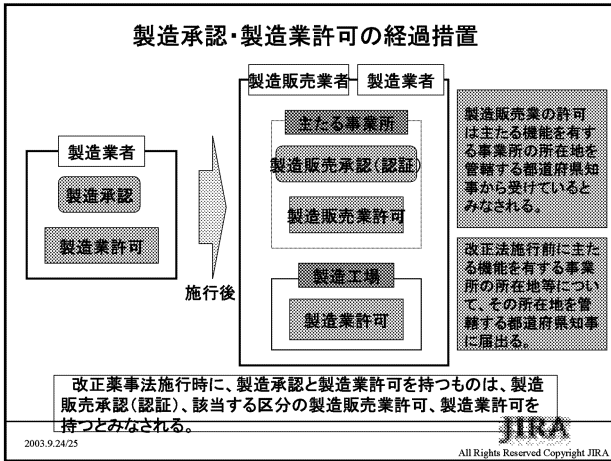 製造承認・製造業許可の経過措置
製造業者
製造承認
製造業許可
施行後
製造販売業者
製造業者
主たる事業所
製造販売承認(認証)
製造販売業許可
製造工場
製造業許可
製造販売業の許可
は主たる機能を有す
る事業所の所在地を
管轄する都道府県知
事から受けていると
みなされる。
改正法施行前に主た
る機能を有する事業
所の所在地等につい
て、その所在地を管
轄する都道府県知事
に届出る。
改正薬事法施行時に、製造承認と製造業許可を持つものは、製造
販売承認(認証)、該当する区分の製造販売業許可、製造業許可を
持つとみなされる。
JIRA
2003.9.24/25
All Rights Reserved Copyright JIRA